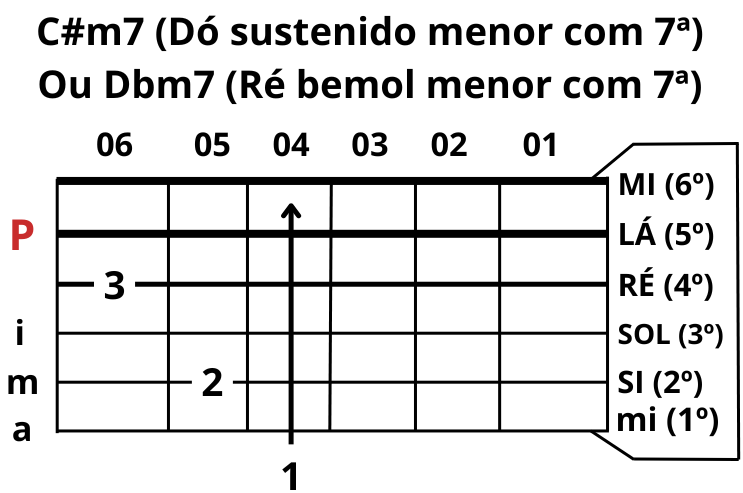 C#m7 (Dó sustenido menor com 7ª)
Ou Dbm7 (Ré bemol menor com 7ª)
06 05 04 03 02 01
MI (6º)
P LÁ (5º)
3 RÉ (4º)
i SOL (3º)
m 2 SI (2º)
a mi (1º)
1